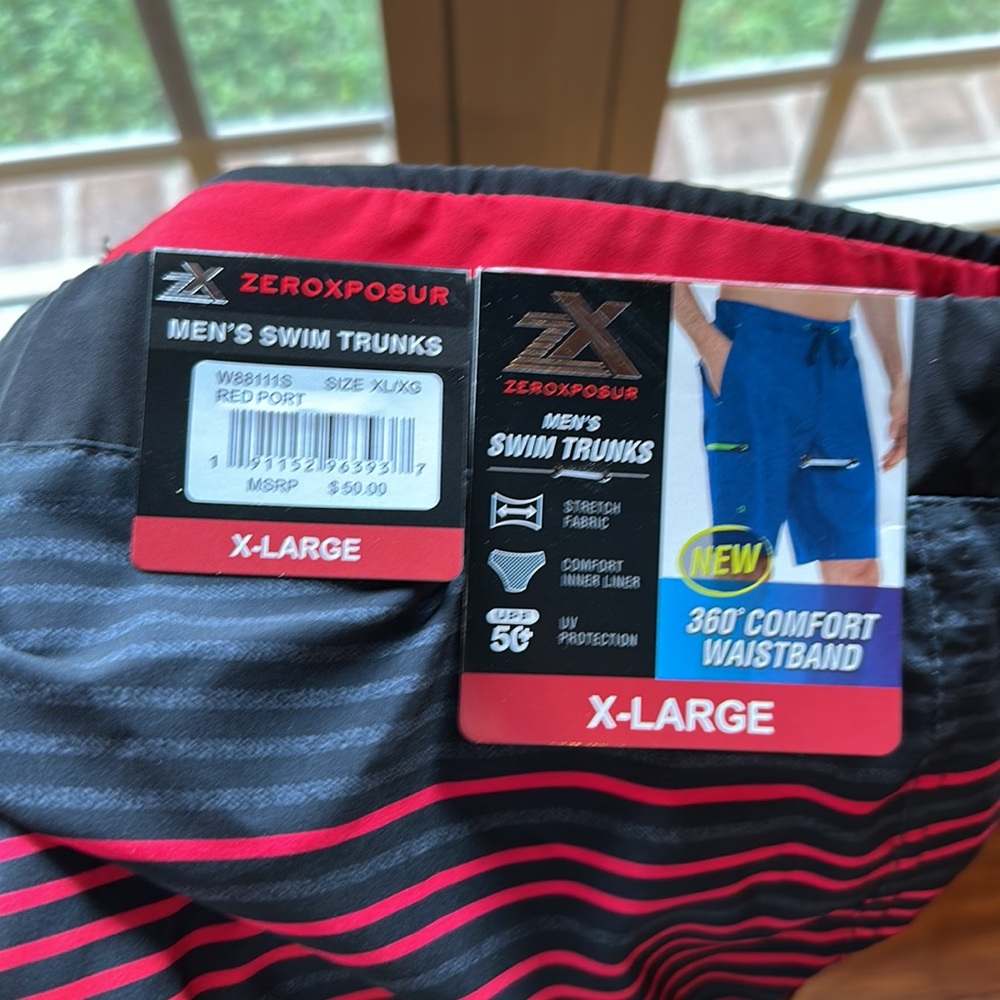 ZX ZEROXPOSUR
MEN'S SWIM TRUNKS
W88111S SIZE XL/XG
RED PORT
1 91152 96393 7
MSRP $50.00
X-LARGE
ZX
ZEROXPOSUR
MEN'S
SWIM TRUNKS
STRETCH
FABRIC
COMFORT
INNER LINER
UPF
50+
UV
PROTECTION
NEW
360° COMFORT
WAISTBAND
X-LARGE